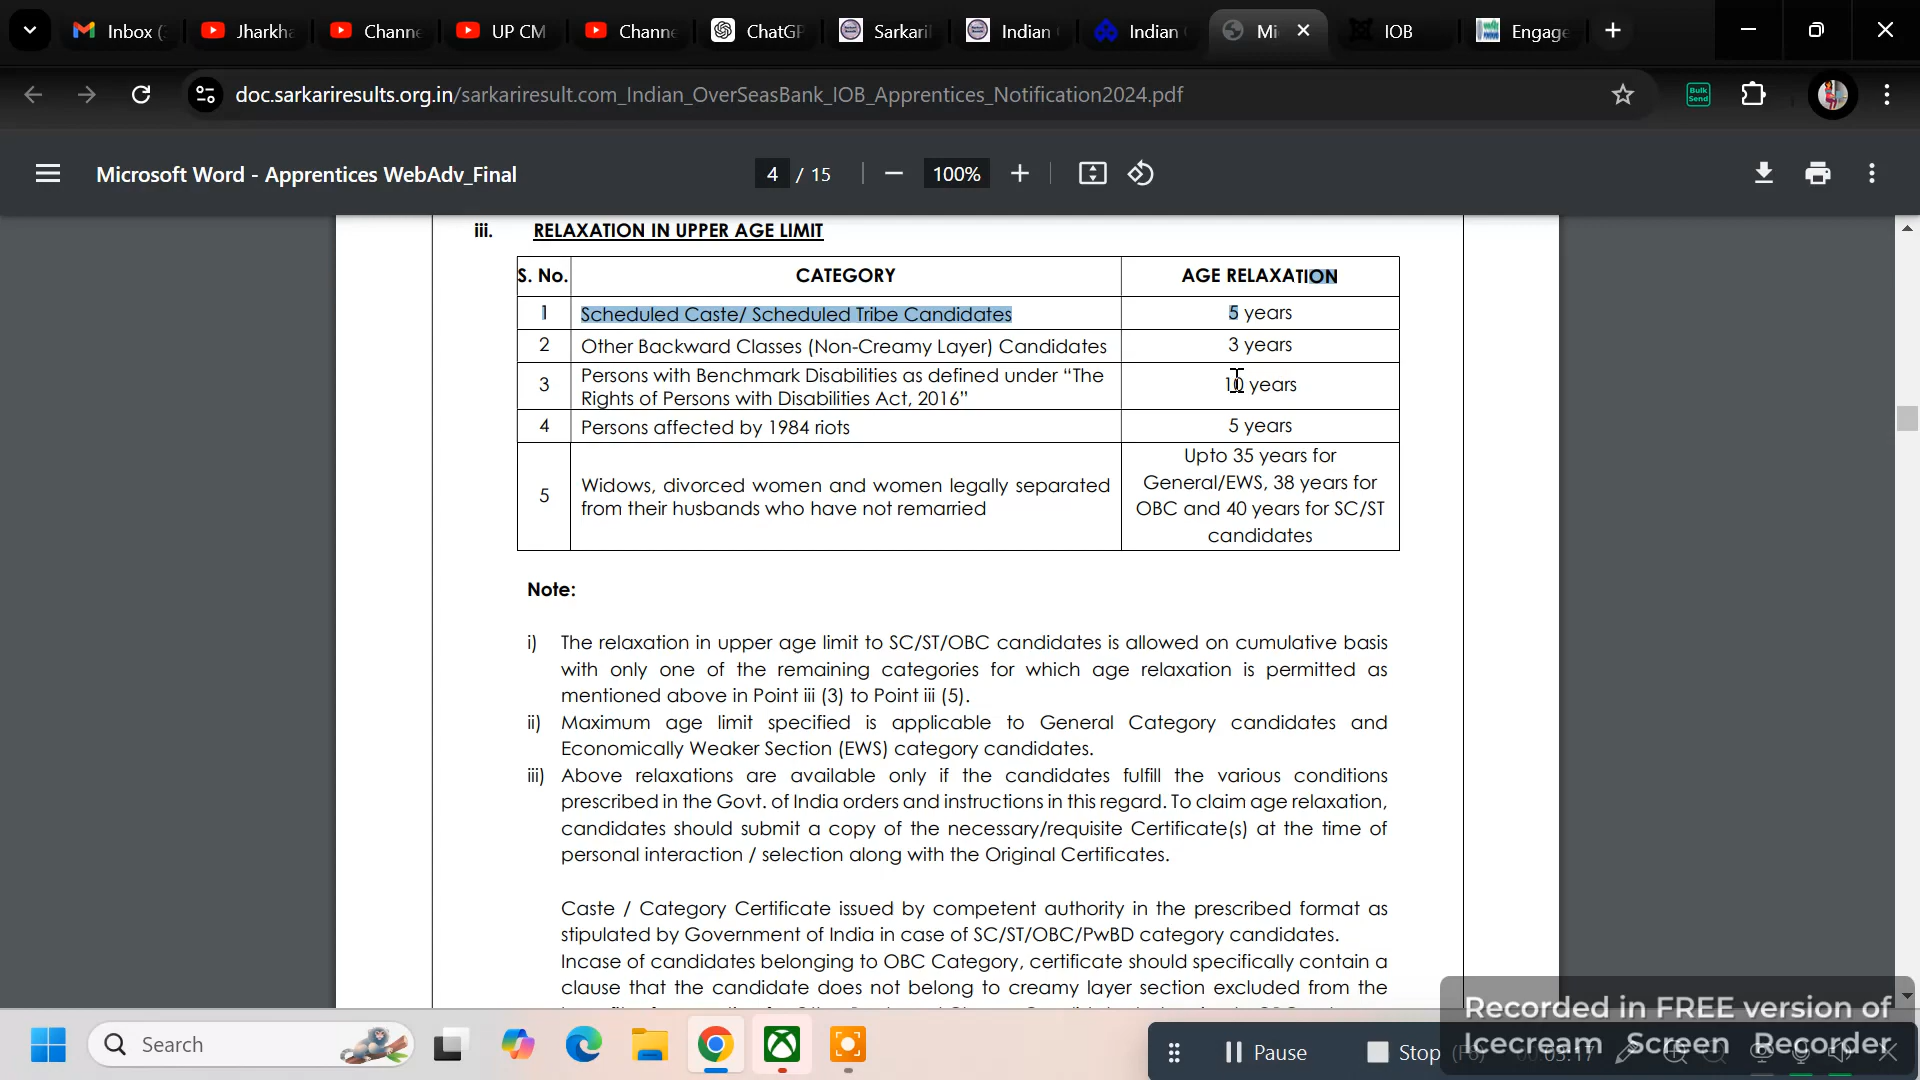 Inbox (
Jharkha
Chann
UP CM
Chann
ChatGP
Sarkaril
Indian
Indian
Mi
IOB
Engage
doc.sarkariresults.org.in/sarkariresult.com_Indian_OverSeasBank_IOB_Apprentices_Notification2024.pdf
Bulk
Send
Microsoft Word - Apprentices WebAdv_Final
4 / 15
100%
iii. RELAXATION IN UPPER AGE LIMIT
S. No. CATEGORY AGE RELAXATION
1 Scheduled Caste/ Scheduled Tribe Candidates 5 years
2 Other Backward Classes (Non-Creamy Layer) Candidates 3 years
3 Persons with Benchmark Disabilities as defined under “The
Rights of Persons with Disabilities Act, 2016” 10 years
4 Persons affected by 1984 riots 5 years
5 Widows, divorced women and women legally separated
from their husbands who have not remarried
Upto 35 years for
General/EWS, 38 years for
OBC and 40 years for SC/ST
candidates
Note:
i) The relaxation in upper age limit to SC/ST/OBC candidates is allowed on cumulative basis
with only one of the remaining categories for which age relaxation is permitted as
mentioned above in Point iii (3) to Point iii (5).
ii) Maximum age limit specified is applicable to General Category candidates and
Economically Weaker Section (EWS) category candidates.
iii) Above relaxations are available only if the candidates fulfill the various conditions
prescribed in the Govt. of India orders and instructions in this regard. To claim age relaxation,
candidates should submit a copy of the necessary/requisite Certificate(s) at the time of
personal interaction / selection along with the Original Certificates.
Caste / Category Certificate issued by competent authority in the prescribed format as
stipulated by Government of India in case of SC/ST/OBC/PwBD category candidates.
Incase of candidates belonging to OBC Category, certificate should specifically contain a
clause that the candidate does not belong to creamy layer section excluded from the
Recorded in FREE version of
Icecream Screen Recorder
Search
Pause
Stop